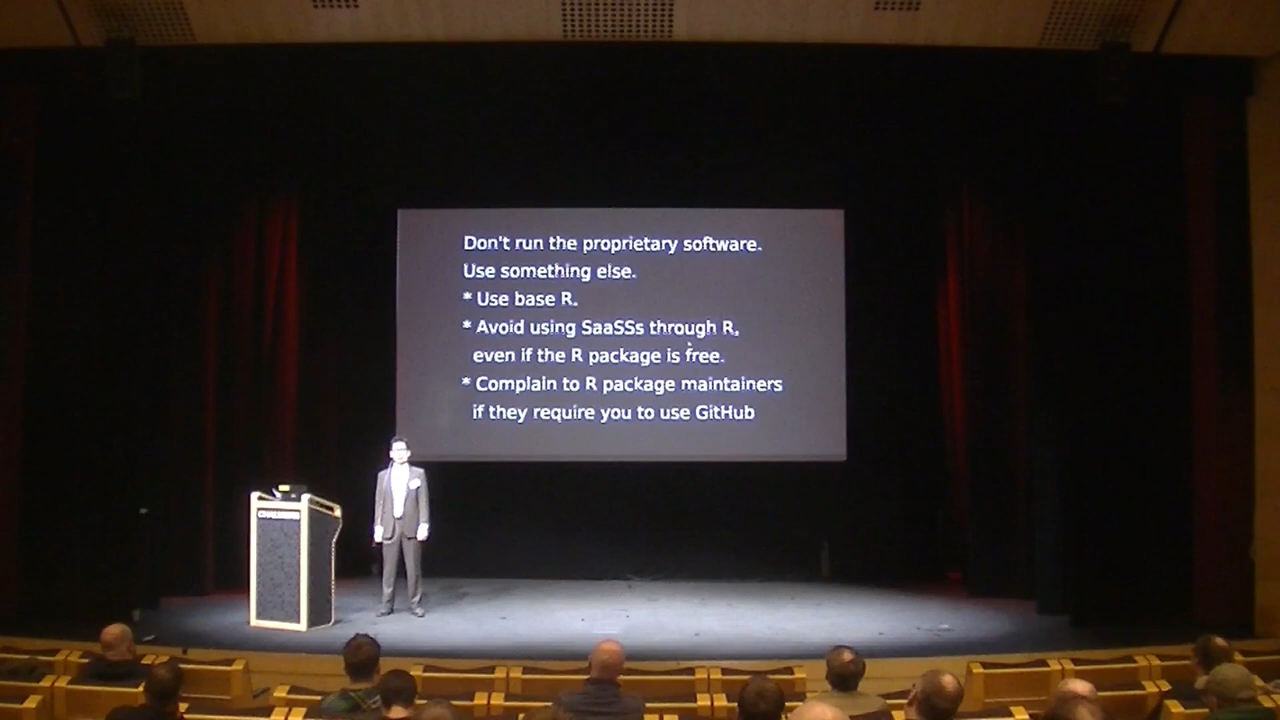 Don't run the proprietary software.
Use something else.
* Use base R.
* Avoid using SaaSSs through R,
even if the R package is free.
* Complain to R package maintainers
if they require you to use GitHub